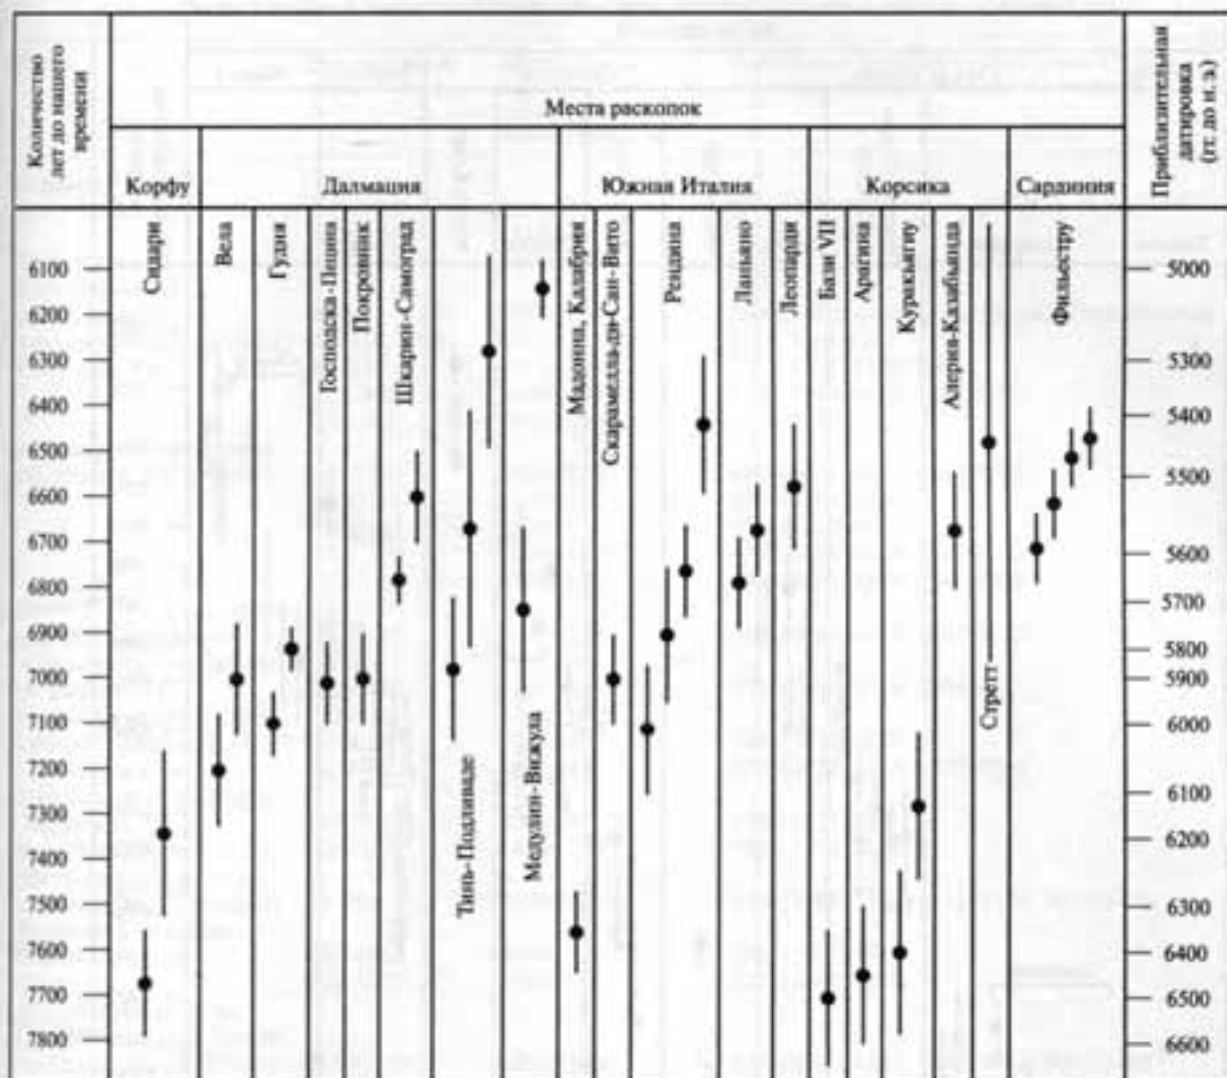 Количество
лет до нашего
времени
Места раскопок
Приблизительная
датировка
(гг. до н. э.)
Корфу
Далмация
Южная Италия
Корсика
Сардиния
Сидари
Вела
Гудня
Господска-Пецина
Покровник
Шкарин-Самоград
Тинь-Подливаде
Медулин-Вижула
Мадонна, Калабрия
Скарамелла-ди-Сан-Вито
Рендина
Ланьяно
Леопарди
Бази VII
Арагина
Куракьягиу
Алерия-Казабьянда
Стретт
Фильестру
6100
6200
6300
6400
6500
6600
6700
6800
6900
7000
7100
7200
7300
7400
7500
7600
7700
7800
5000
5300
5400
5500
5600
5700
5800
5900
6000
6100
6200
6300
6400
6500
6600